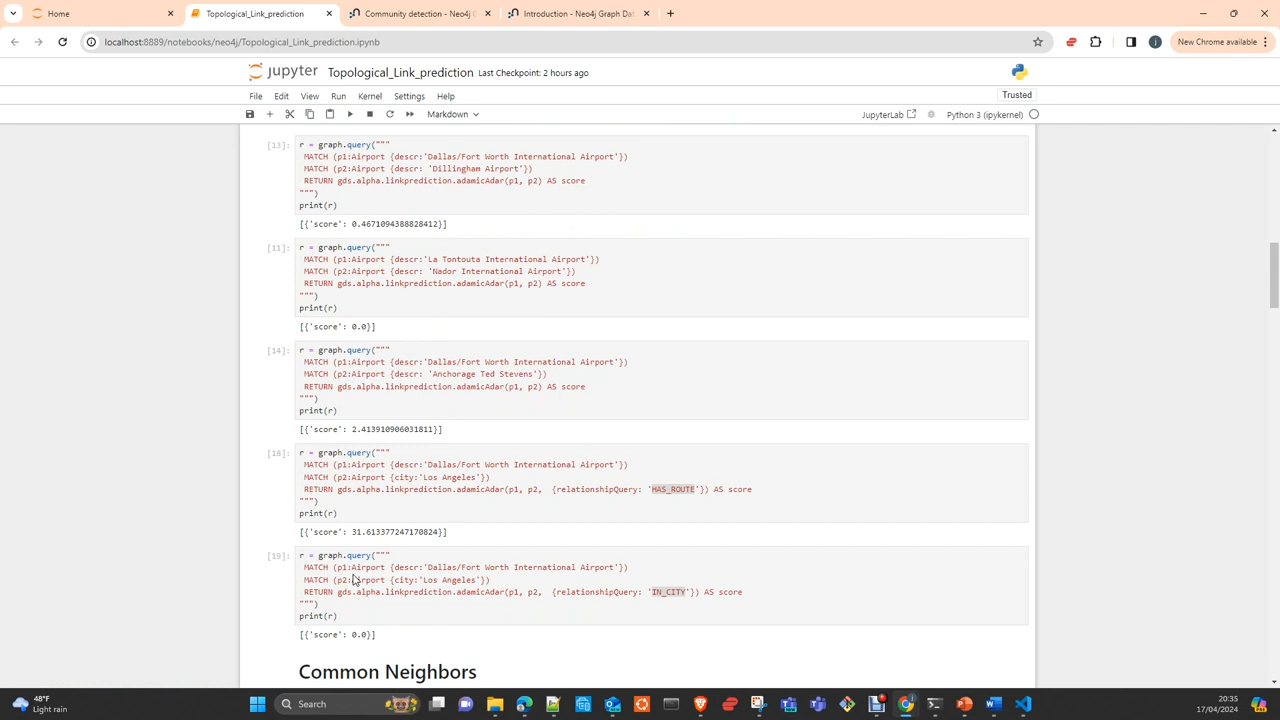 Home
Topological_Link_prediction
Community detection - Neo4j G
Introduction - Neo4j Graph Dat
localhost:8889/notebooks/neo4j/Topological_Link_prediction.ipynb
New Chrome available
jupyter Topological_Link_prediction Last Checkpoint: 2 hours ago
File Edit View Run Kernel Settings Help
Trusted
Markdown
JupyterLab
Python 3 (ipykernel)
[13]: r = graph.query("""
MATCH (p1:Airport {descr:'Dallas/Fort Worth International Airport'})
MATCH (p2:Airport {descr: 'Dillingham Airport'})
RETURN gds.alpha.linkprediction.adamicAdar(p1, p2) AS score
""")
print(r)
[{'score': 0.4671094388828412}]
[11]: r = graph.query("""
MATCH (p1:Airport {descr:'La Tontouta International Airport'})
MATCH (p2:Airport {descr: 'Nador International Airport'})
RETURN gds.alpha.linkprediction.adamicAdar(p1, p2) AS score
""")
print(r)
[{'score': 0.0}]
[14]: r = graph.query("""
MATCH (p1:Airport {descr:'Dallas/Fort Worth International Airport'})
MATCH (p2:Airport {descr: 'Anchorage Ted Stevens'})
RETURN gds.alpha.linkprediction.adamicAdar(p1, p2) AS score
""")
print(r)
[{'score': 2.413910906031811}]
[18]: r = graph.query("""
MATCH (p1:Airport {descr:'Dallas/Fort Worth International Airport'})
MATCH (p2:Airport {city:'Los Angeles'})
RETURN gds.alpha.linkprediction.adamicAdar(p1, p2, {relationshipQuery: 'HAS_ROUTE'}) AS score
""")
print(r)
[{'score': 31.613377247170824}]
[19]: r = graph.query("""
MATCH (p1:Airport {descr:'Dallas/Fort Worth International Airport'})
MATCH (p2:Airport {city:'Los Angeles'})
RETURN gds.alpha.linkprediction.adamicAdar(p1, p2, {relationshipQuery: 'IN_CITY'}) AS score
""")
print(r)
[{'score': 0.0}]
Common Neighbors
48°F
Light rain
Search
20:35
17/04/2024